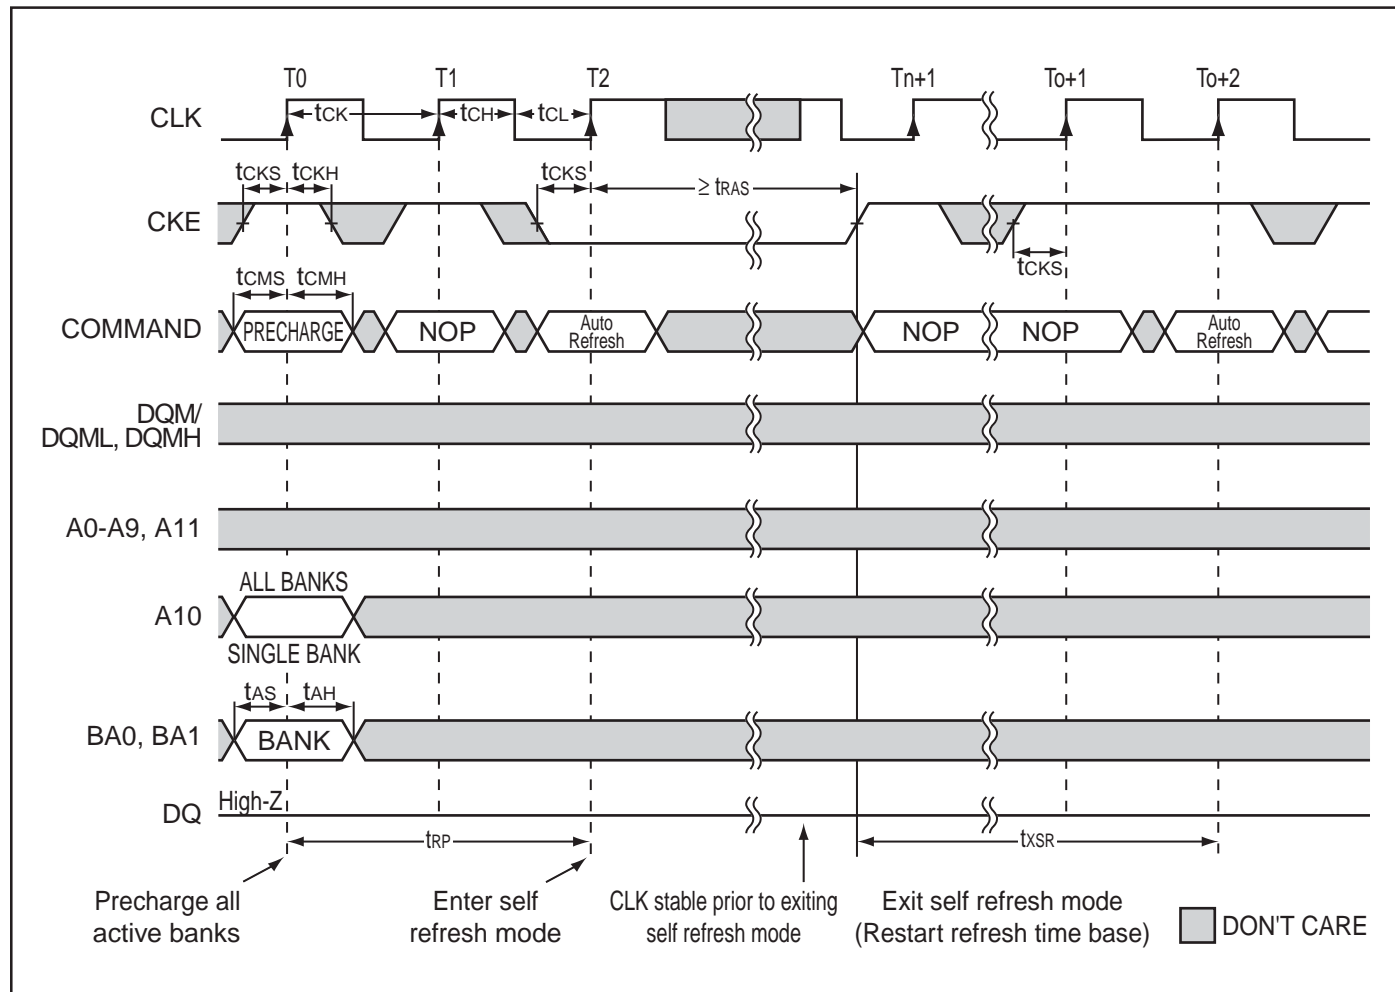 T0 T1 T2 Tn+1 To+1 To+2
CLK
tCK tCH tCL
tCKS tCKH tCKS ≥ tRAS
CKE
tCKS
tCMS tCMH
COMMAND
PRECHARGE NOP Auto Refresh NOP NOP Auto Refresh
DQM/
DQML, DQMH
A0-A9, A11
ALL BANKS
A10
SINGLE BANK
tAS tAH
BA0, BA1
BANK
High-Z
DQ
tRP tXSR
Precharge all
active banks
Enter self
refresh mode
CLK stable prior to exiting
self refresh mode
Exit self refresh mode
(Restart refresh time base)
DON'T CARE